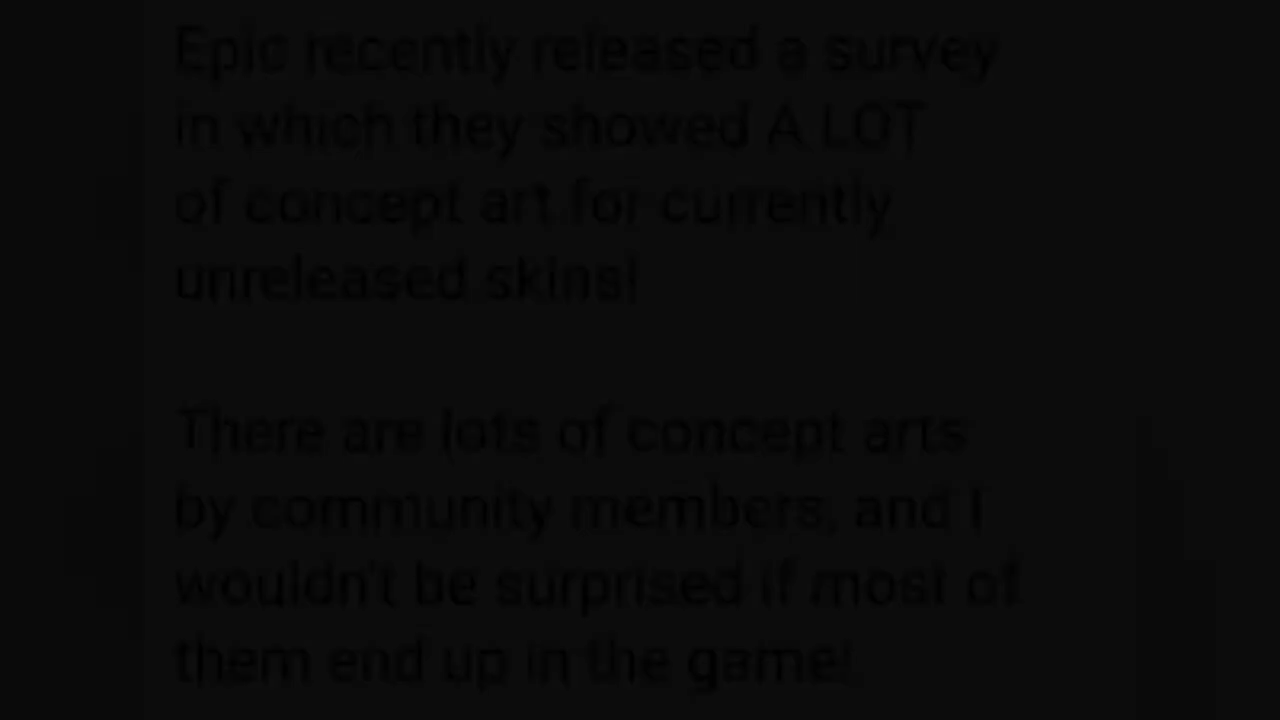 Epic recently released a survey
in which they showed A LOT
of concept art for currently
unreleased skins!
There are lots of concept arts
by community members, and I
wouldn't be surprised if most of
them end up in the game!